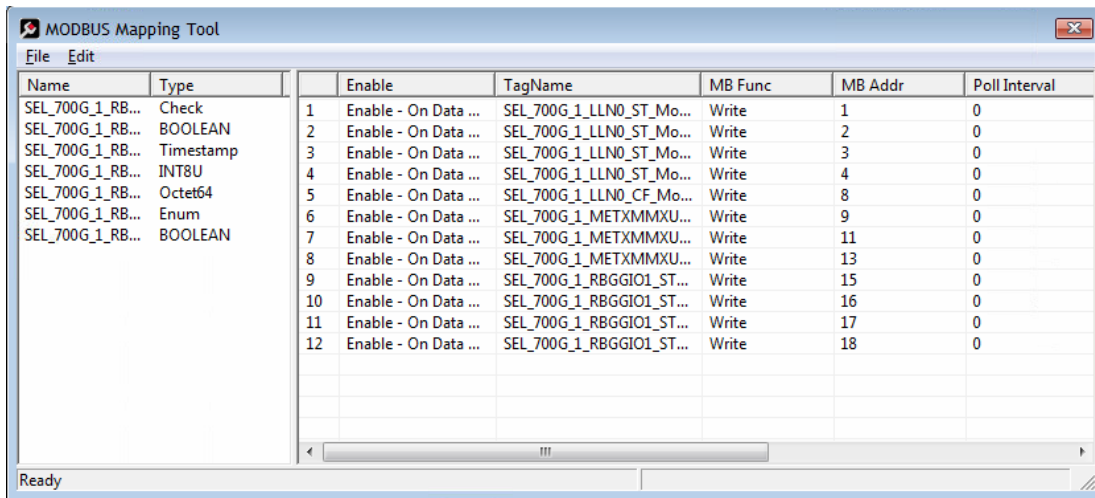 MODBUS Mapping Tool
File Edit
Name Type
SEL_700G_1_RB... Check
SEL_700G_1_RB... BOOLEAN
SEL_700G_1_RB... Timestamp
SEL_700G_1_RB... INT8U
SEL_700G_1_RB... Octet64
SEL_700G_1_RB... Enum
SEL_700G_1_RB... BOOLEAN
Enable TagName MB Func MB Addr Poll Interval
1 Enable - On Data ... SEL_700G_1_LLN0_ST_Mo... Write 1 0
2 Enable - On Data ... SEL_700G_1_LLN0_ST_Mo... Write 2 0
3 Enable - On Data ... SEL_700G_1_LLN0_ST_Mo... Write 3 0
4 Enable - On Data ... SEL_700G_1_LLN0_ST_Mo... Write 4 0
5 Enable - On Data ... SEL_700G_1_LLN0_CF_Mo... Write 8 0
6 Enable - On Data ... SEL_700G_1_METXMMXU... Write 9 0
7 Enable - On Data ... SEL_700G_1_METXMMXU... Write 11 0
8 Enable - On Data ... SEL_700G_1_METXMMXU... Write 13 0
9 Enable - On Data ... SEL_700G_1_RBGGIO1_ST... Write 15 0
10 Enable - On Data ... SEL_700G_1_RBGGIO1_ST... Write 16 0
11 Enable - On Data ... SEL_700G_1_RBGGIO1_ST... Write 17 0
12 Enable - On Data ... SEL_700G_1_RBGGIO1_ST... Write 18 0
Ready